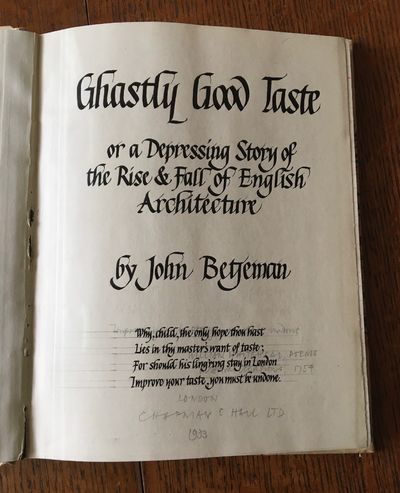 Ghastly Good Taste
or a Depressing Story of
the Rise & Fall of English
Architecture
by John Betjeman
Why, child, the only hope thou hast
Lies in thy master's want of taste;
For should his ling'ring stay in London
Improve your taste, you must be undone.
LONDON
CHAPMAN & HALL LTD
1933